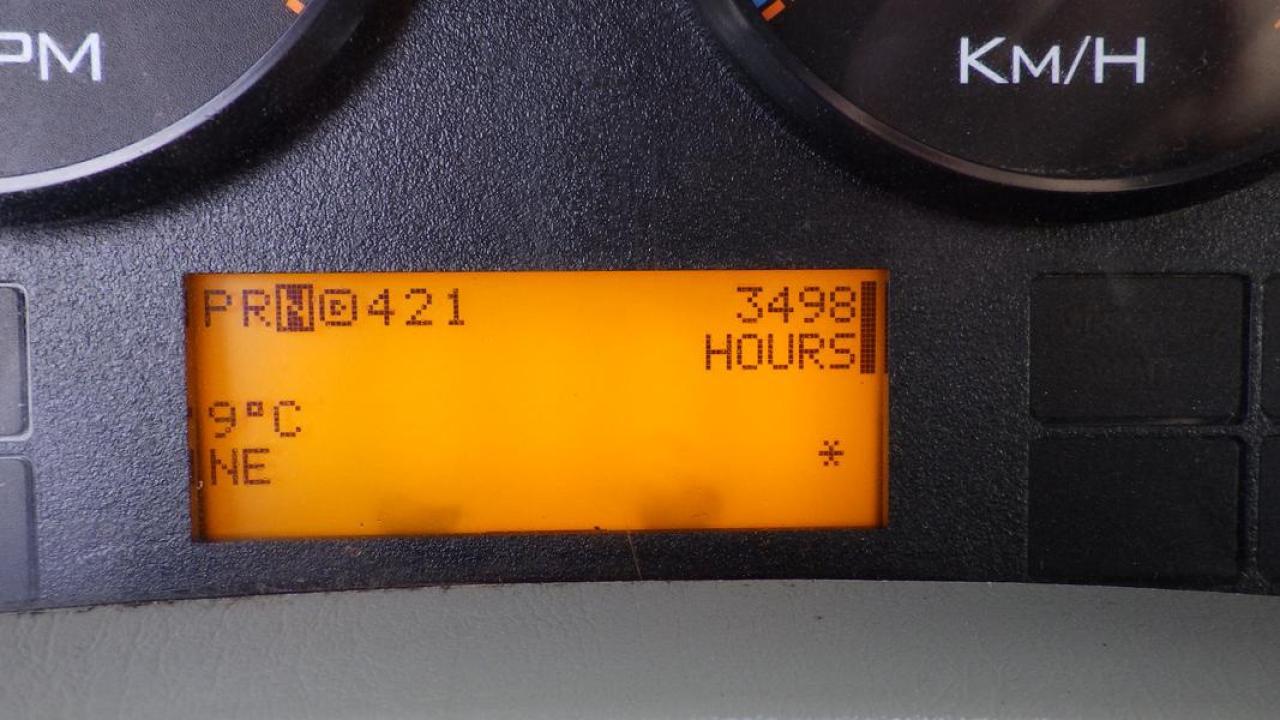 PM
KM/H
PRND421 3498
HOURS
9°C
NE *